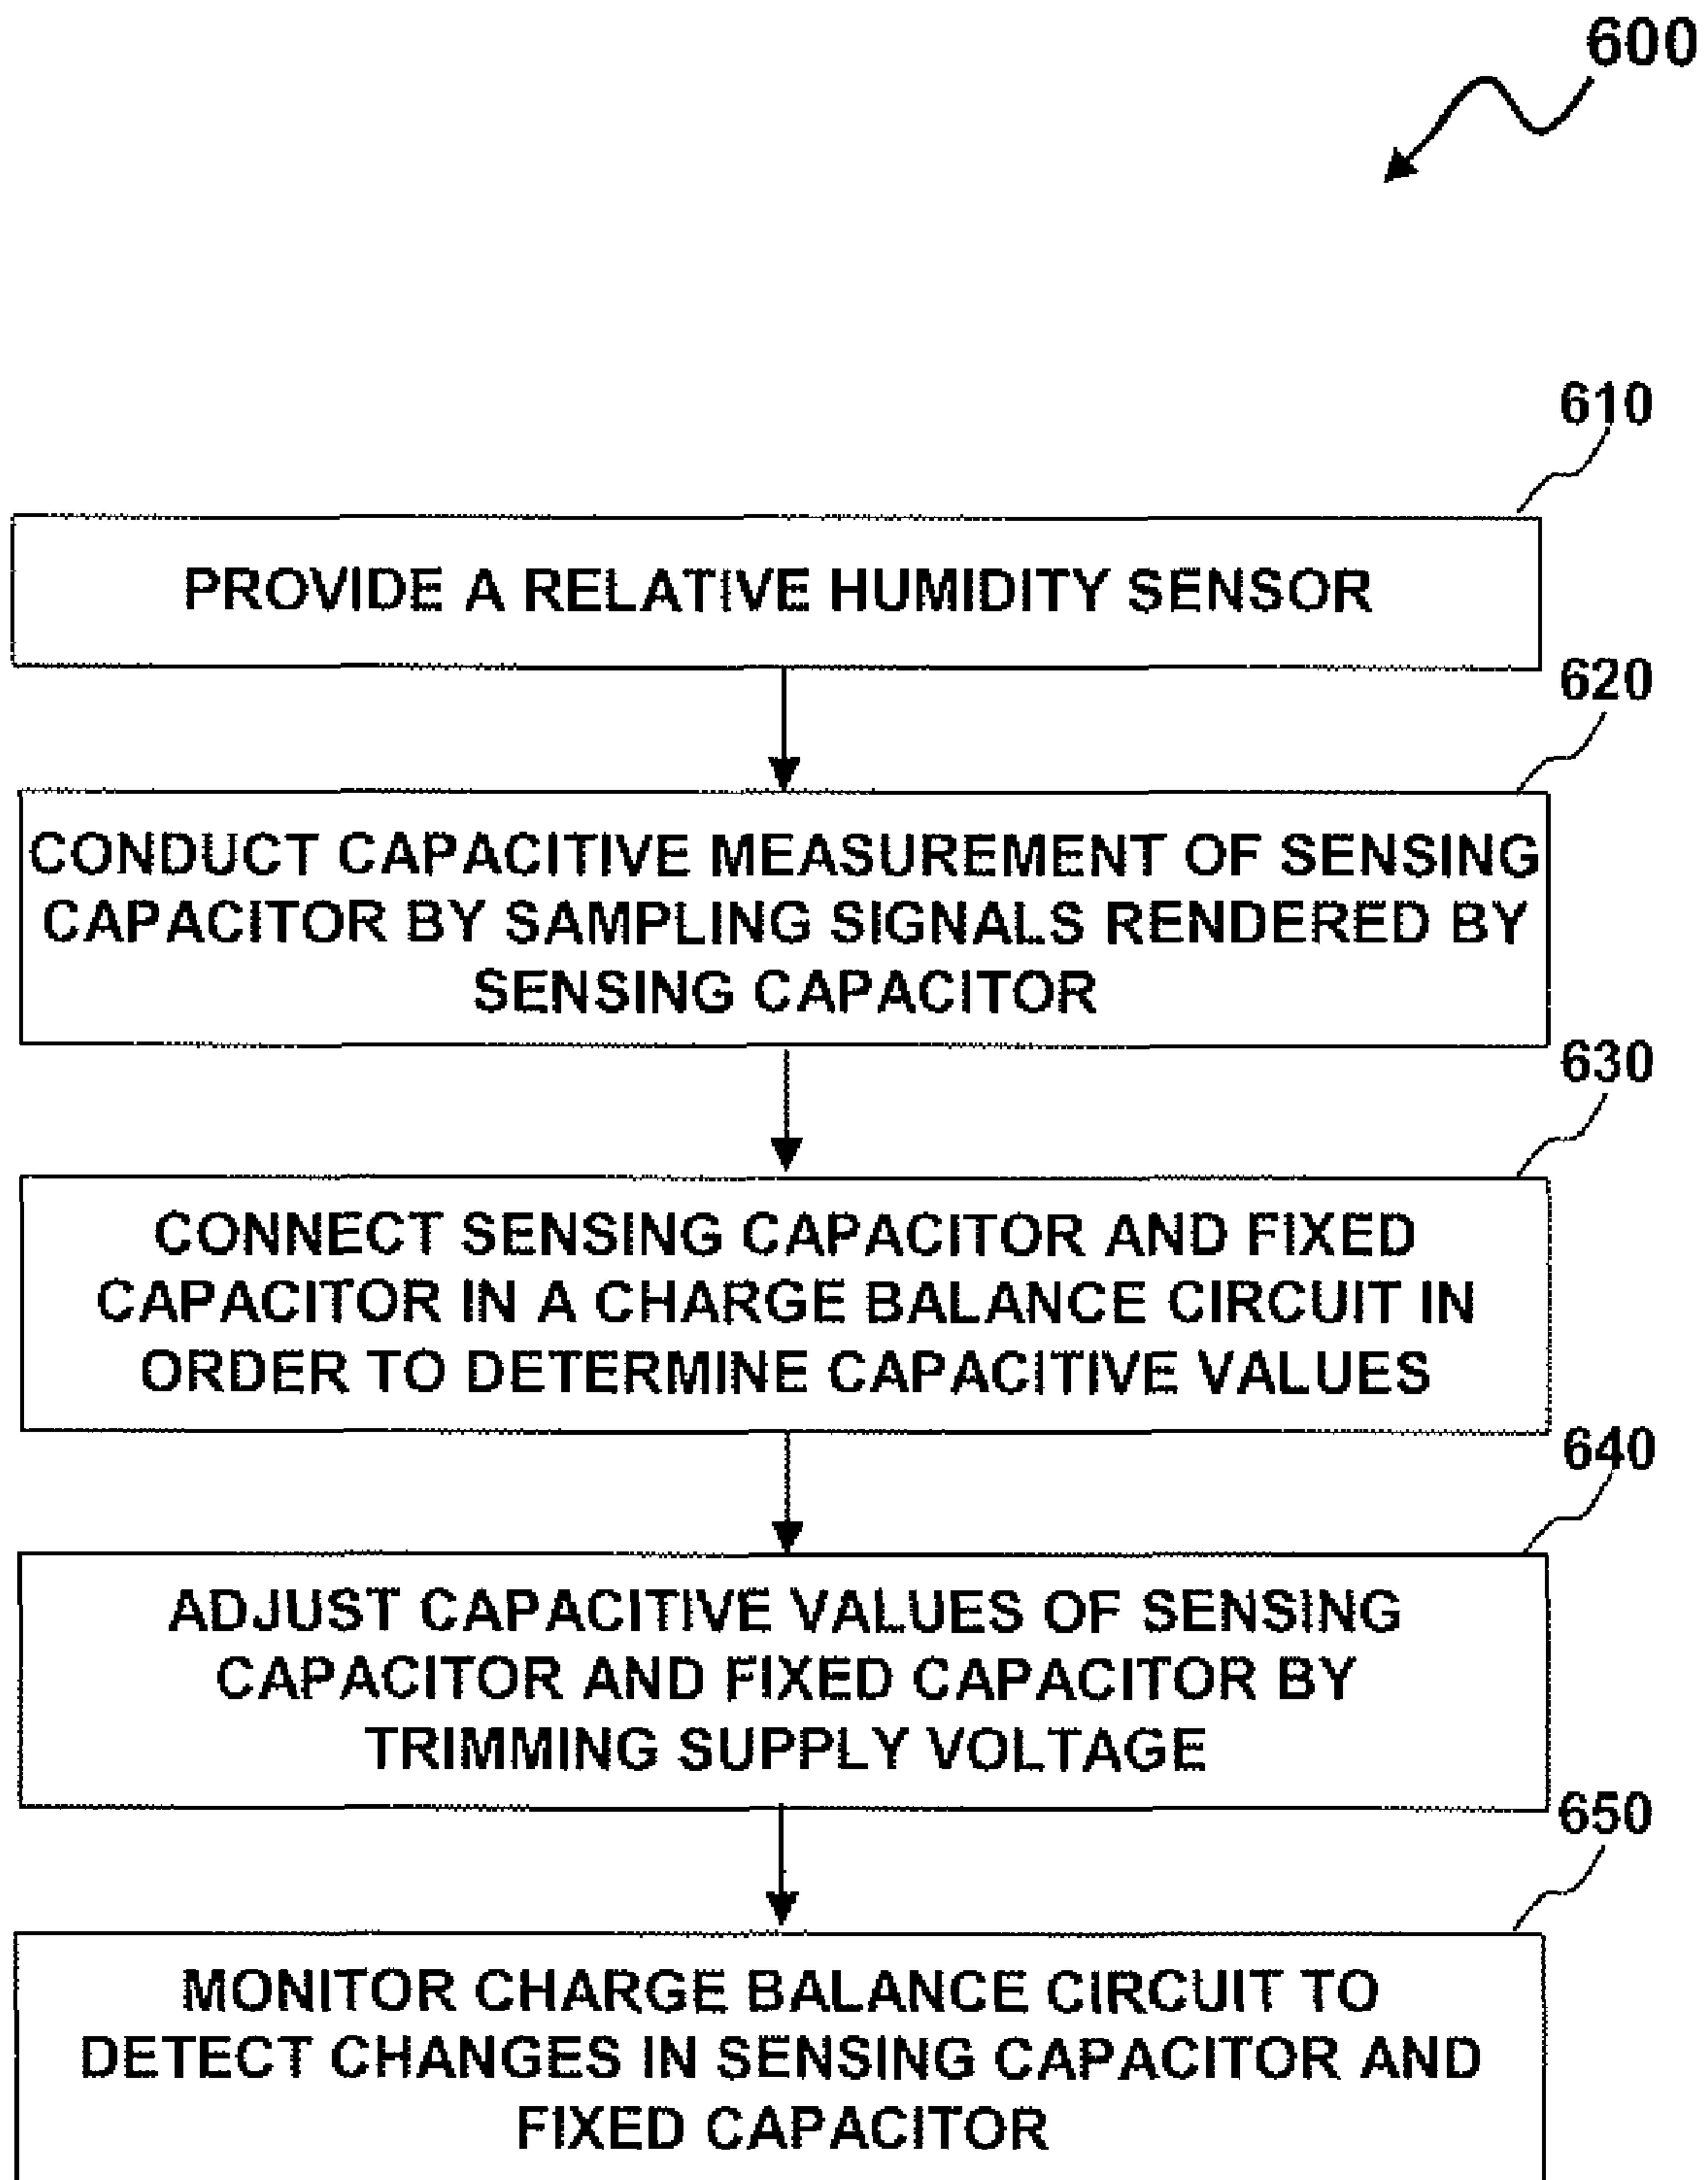 600
610
PROVIDE A RELATIVE HUMIDITY SENSOR
620
CONDUCT CAPACITIVE MEASUREMENT OF SENSING
CAPACITOR BY SAMPLING SIGNALS RENDERED BY
SENSING CAPACITOR
630
CONNECT SENSING CAPACITOR AND FIXED
CAPACITOR IN A CHARGE BALANCE CIRCUIT IN
ORDER TO DETERMINE CAPACITIVE VALUES
640
ADJUST CAPACITIVE VALUES OF SENSING
CAPACITOR AND FIXED CAPACITOR BY
TRIMMING SUPPLY VOLTAGE
650
MONITOR CHARGE BALANCE CIRCUIT TO
DETECT CHANGES IN SENSING CAPACITOR AND
FIXED CAPACITOR